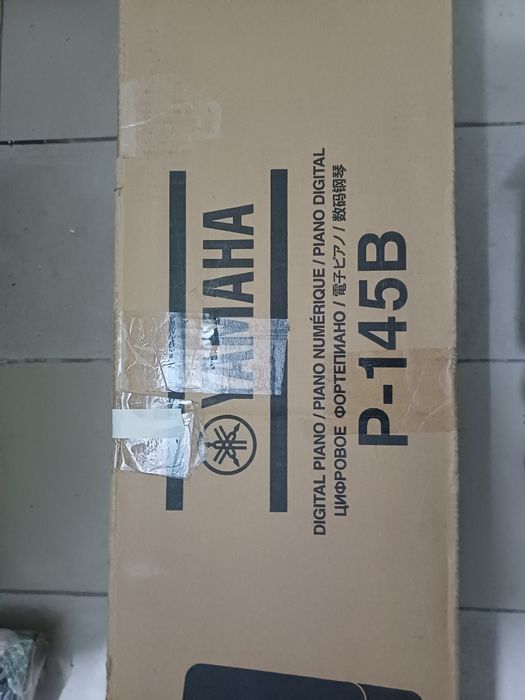 YAMAHA
DIGITAL PIANO / PIANO NUMÉRIQUE / PIANO DIGITAL
ЦИФРОВОЕ ФОРТЕПИАНО / 電子ピアノ / 数码钢琴
P-145B